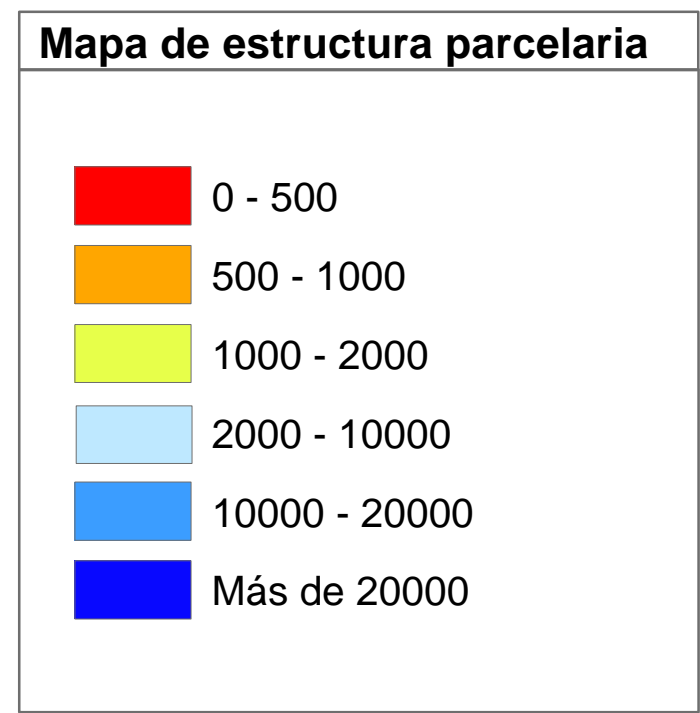 Mapa de estructura parcelaria
0 - 500
500 - 1000
1000 - 2000
2000 - 10000
10000 - 20000
Más de 20000